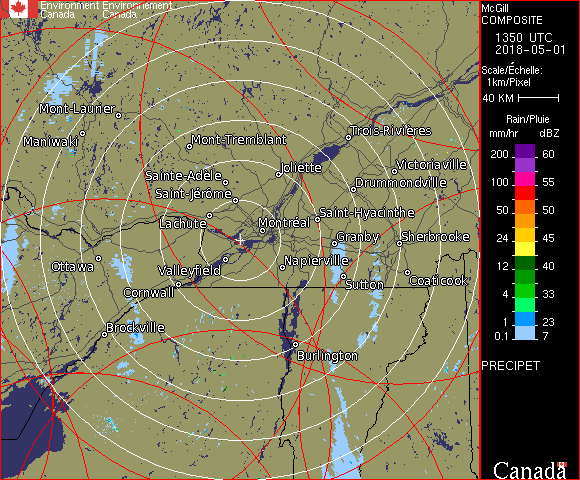 Environment Environnement
Canada Canada
McGill
COMPOSITE
1350 UTC
2018-05-01
Scale/Échelle:
1km/Pixel
40 KM
Rain/Pluie
mm/hr dBZ
200 60
100 55
50 50
24 45
12 40
4 33
1 23
0.1 7
PRECIPET
Mont-Laurier
Maniwaki
Mont-Tremblant
Trois-Rivières
Joliette
Victoriaville
Sainte-Adèle
Drummondville
Saint-Jérôme
Saint-Hyacinthe
Lachute
Montréal
Granby
Sherbrooke
Ottawa
Valleyfield
Napierville
Coaticook
Cornwall
Sutton
Brockville
Burlington
Canada